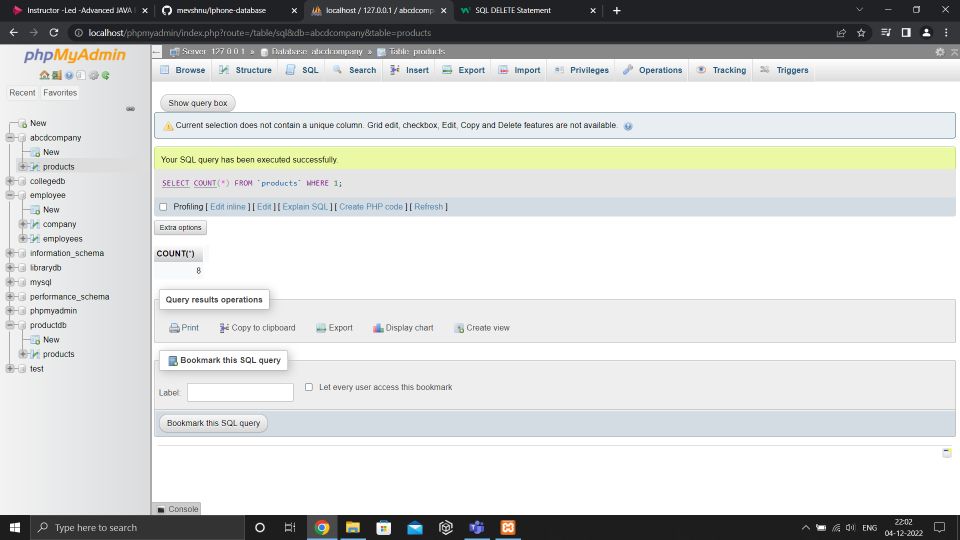 Instructor -Led -Advanced JAVA
mevshnu/Iphone-database
localhost / 127.0.0.1 / abcdcomp
SQL DELETE Statement
localhost/phpmyadmin/index.php?route=/table/sql&db=abcdcompany&table=products
phpMyAdmin
Server: 127.0.0.1 » Database: abcdcompany » Table: products
Browse Structure SQL Search Insert Export Import Privileges Operations Tracking Triggers
Recent Favorites
New
abcdcompany
New
products
collegedb
employee
New
company
employees
information_schema
librarydb
mysql
performance_schema
phpmyadmin
productdb
New
products
test
Show query box
Current selection does not contain a unique column. Grid edit, checkbox, Edit, Copy and Delete features are not available.
Your SQL query has been executed successfully.
SELECT COUNT(*) FROM `products` WHERE 1;
Profiling [ Edit inline ] [ Edit ] [ Explain SQL ] [ Create PHP code ] [ Refresh ]
Extra options
COUNT(*)
8
Query results operations
Print Copy to clipboard Export Display chart Create view
Bookmark this SQL query
Label: Let every user access this bookmark
Bookmark this SQL query
Console
Type here to search
ENG
22:02
04-12-2022